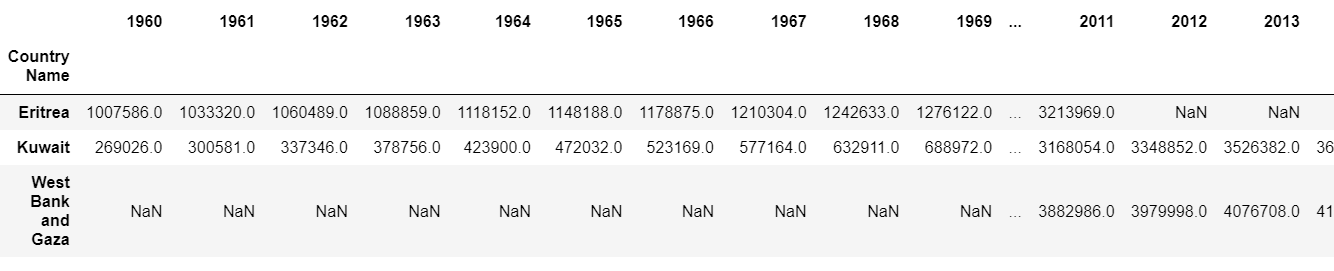 1960 1961 1962 1963 1964 1965 1966 1967 1968 1969 ... 2011 2012 2013
Country
Name
Eritrea 1007586.0 1033320.0 1060489.0 1088859.0 1118152.0 1148188.0 1178875.0 1210304.0 1242633.0 1276122.0 ... 3213969.0 NaN NaN
Kuwait 269026.0 300581.0 337346.0 378756.0 423900.0 472032.0 523169.0 577164.0 632911.0 688972.0 ... 3168054.0 3348852.0 3526382.0 36
West
Bank
and
Gaza
NaN NaN NaN NaN NaN NaN NaN NaN NaN NaN ... 3882986.0 3979998.0 4076708.0 41